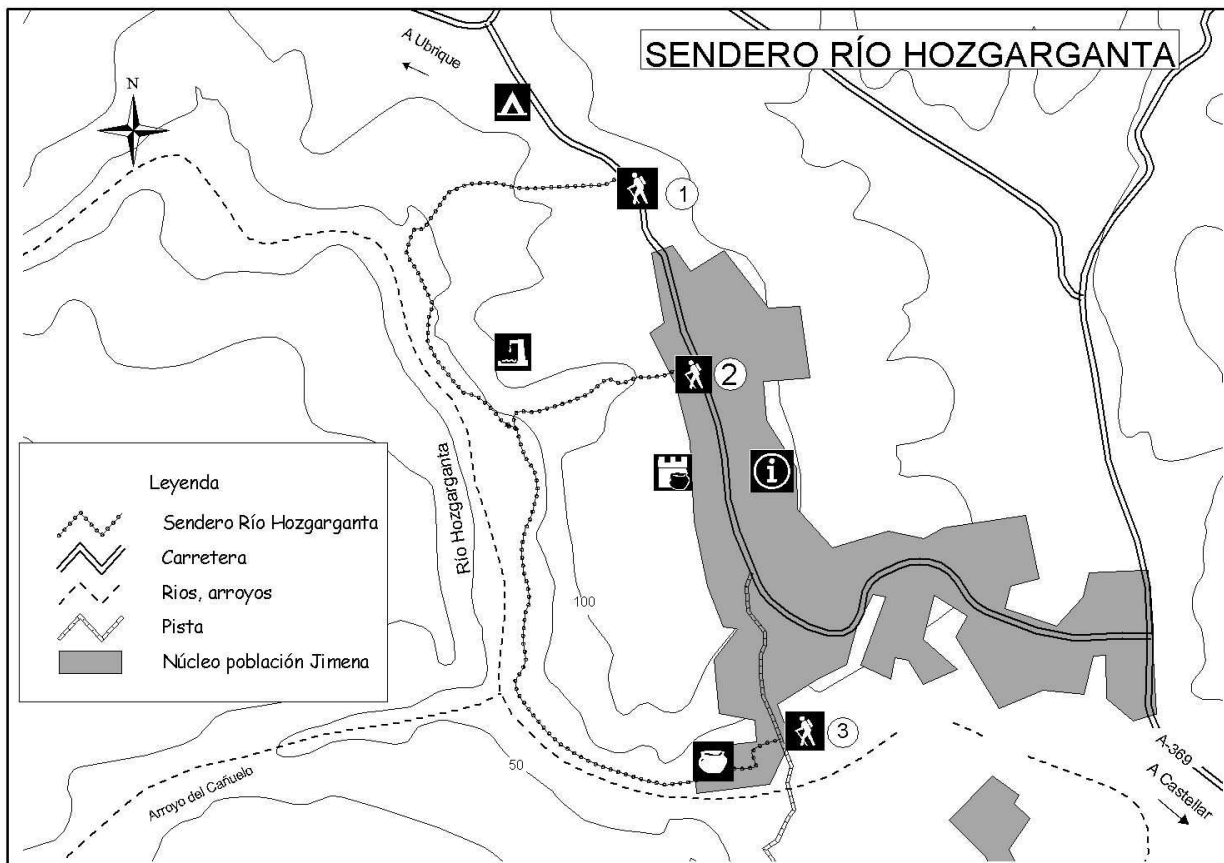 SENDERO RÍO HOZGARGANTA
A Ubrique
N
1
2
Río Hozgarganta
Leyenda
Sendero Río Hozgarganta
Carretera
Rios, arroyos
Pista
Núcleo población Jimena
i
100
3
50
Arroyo del Cañuelo
A-369
A Castellar